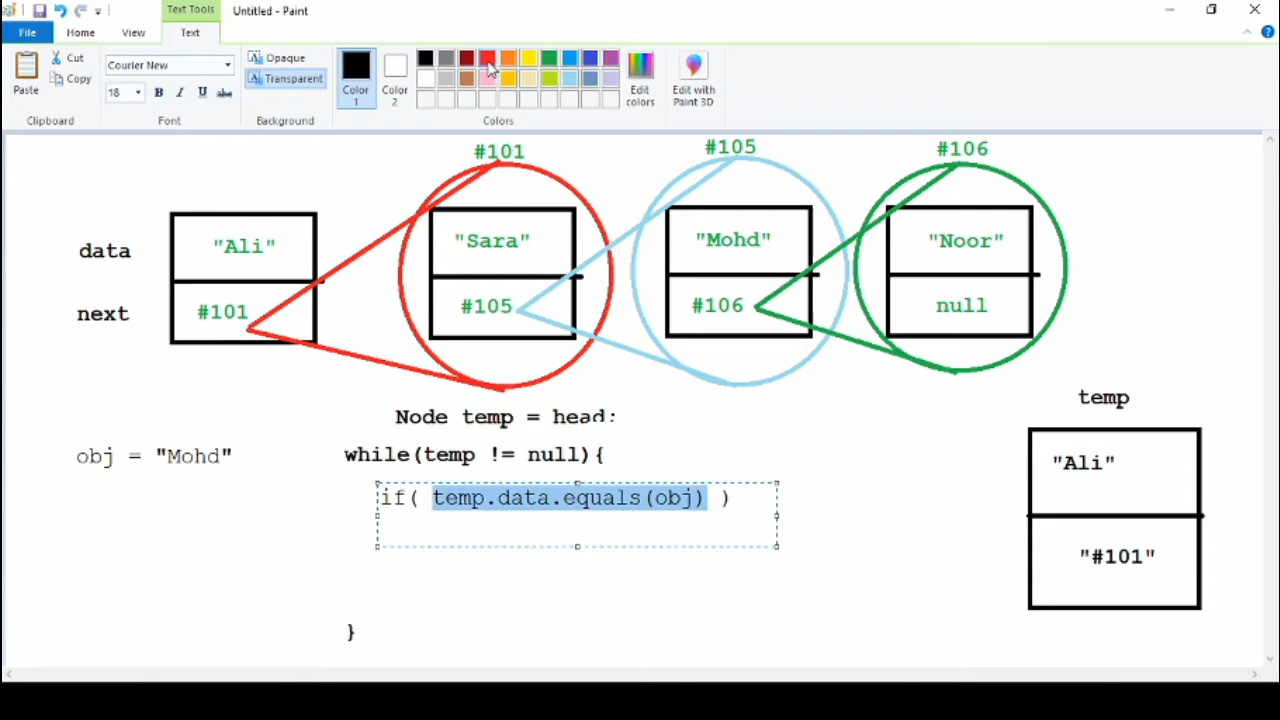 Text Tools
Untitled - Paint
File
Home
View
Text
Paste
Cut
Copy
Clipboard
Courier New
18
B I U abc
Font
Opaque
Transparent
Background
Color 1
Color 2
Edit colors
Colors
Edit with Paint 3D
#101
#105
#106
data
"Ali"
"Sara"
"Mohd"
"Noor"
next
#101
#105
#106
null
temp
Node temp = head;
obj = "Mohd"
while(temp != null){
"Ali"
if( temp.data.equals(obj) )
"#101"
}